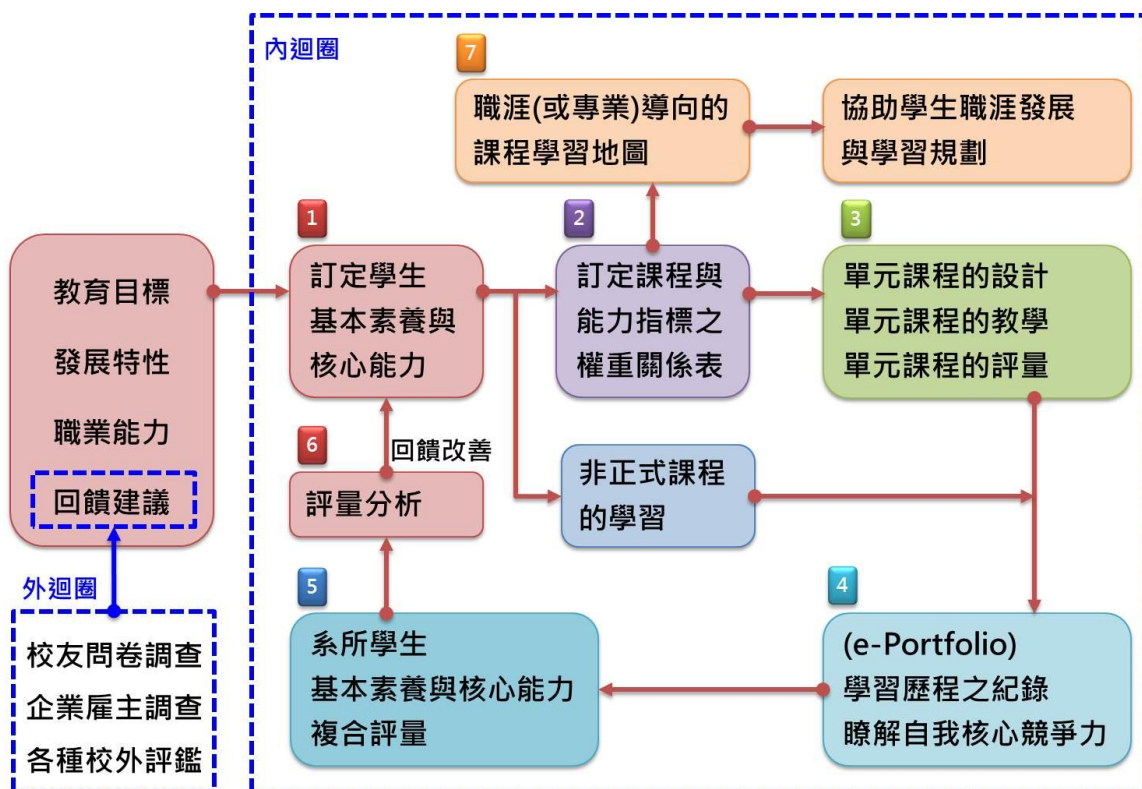 內迴圈
7
職涯(或專業)導向的
課程學習地圖
協助學生職涯發展
與學習規劃
1
訂定學生
基本素養與
核心能力
2
訂定課程與
能力指標之
權重關係表
3
單元課程的設計
單元課程的教學
單元課程的評量
教育目標
發展特性
職業能力
回饋建議
6
回饋改善
評量分析
非正式課程
的學習
外迴圈
校友問卷調查
企業雇主調查
各種校外評鑑
5
系所學生
基本素養與核心能力
複合評量
4
(e-Portfolio)
學習歷程之紀錄
瞭解自我核心競爭力